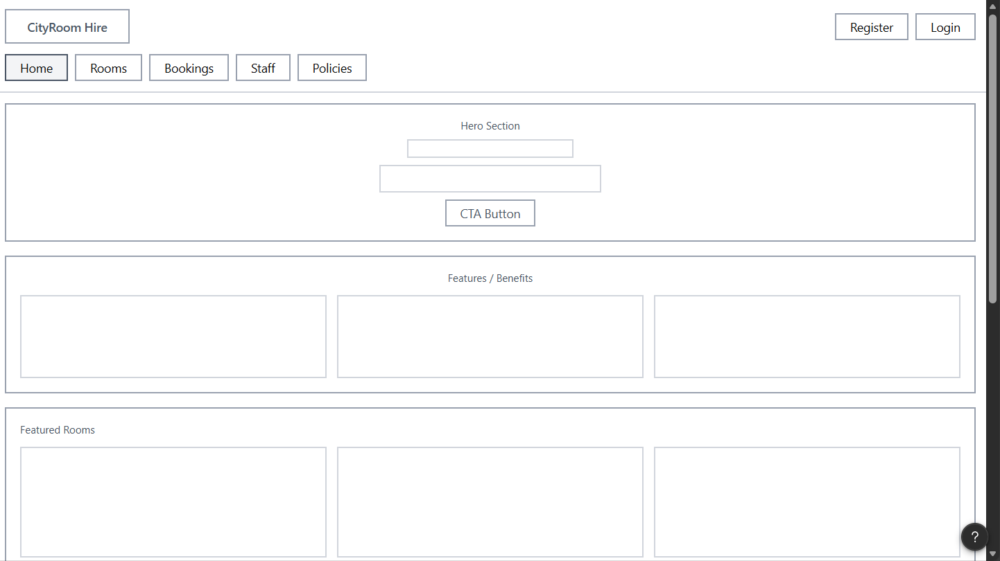 CityRoom Hire
Register
Login
Home
Rooms
Bookings
Staff
Policies
Hero Section
CTA Button
Features / Benefits
Featured Rooms
?